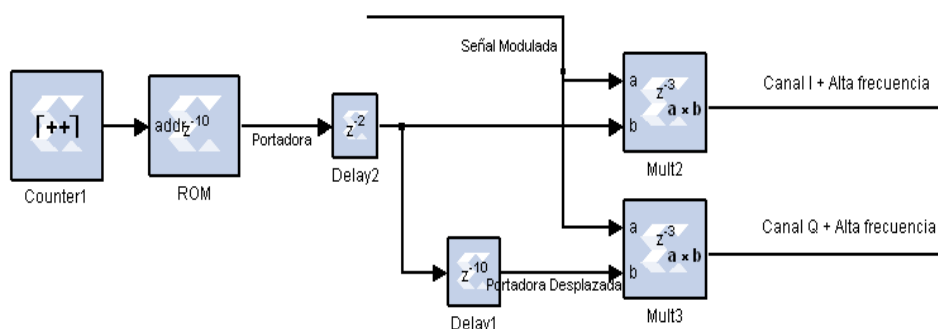 Señal Modulada
a
z-3
a × b
b
Mult2
Canal I + Alta frecuencia
++
Counter1
addr
z-10
ROM
Portadora
z-2
Delay2
a
z-3
a × b
b
Mult3
Canal Q + Alta frecuencia
z-10
Delay1
Portadora Desplazada